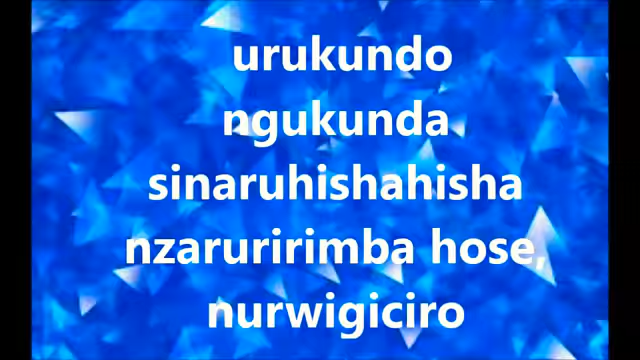 urukundo
ngukunda
sinaruhishahisha
nzaruririmba hose,
nurwigiciro